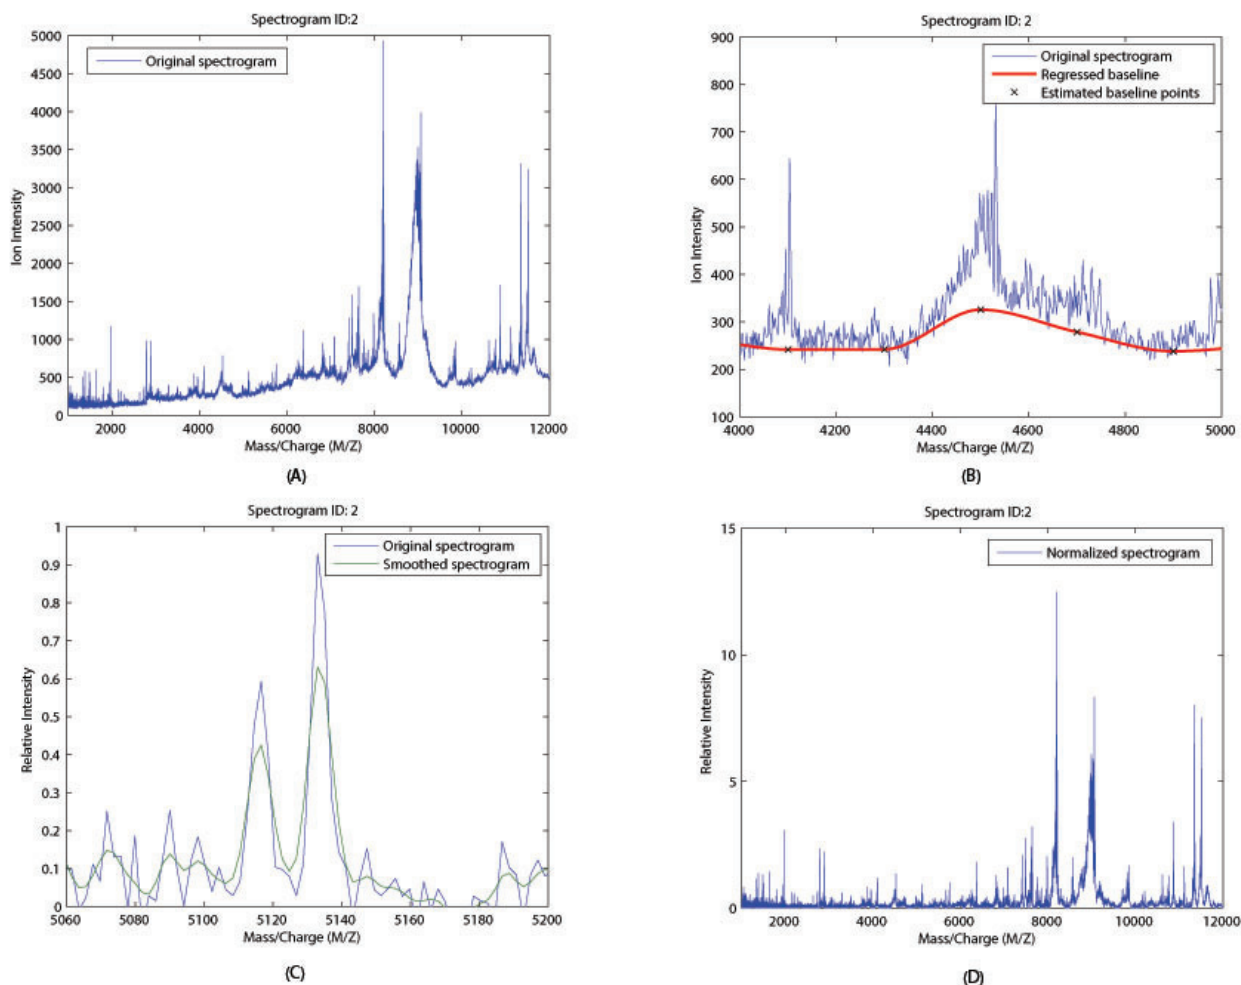 Spectrogram ID:2
5000
4500
4000
3500
3000
2500
2000
1500
1000
500
0
Ion Intensity
Original spectrogram
2000 4000 6000 8000 10000 12000
Mass/Charge (M/Z)
(A)
Spectrogram ID: 2
900
800
700
600
500
400
300
200
100
Ion Intensity
Original spectrogram
Regressed baseline
Estimated baseline points
4000 4200 4400 4600 4800 5000
Mass/Charge (M/Z)
(B)
Spectrogram ID: 2
1
0.9
0.8
0.7
0.6
0.5
0.4
0.3
0.2
0.1
0
Relative Intensity
Original spectrogram
Smoothed spectrogram
5060 5080 5100 5120 5140 5160 5180 5200
Mass/Charge (M/Z)
(C)
Spectrogram ID:2
15
10
5
0
Relative Intensity
Normalized spectrogram
2000 4000 6000 8000 10000 12000
Mass/Charge (M/Z)
(D)